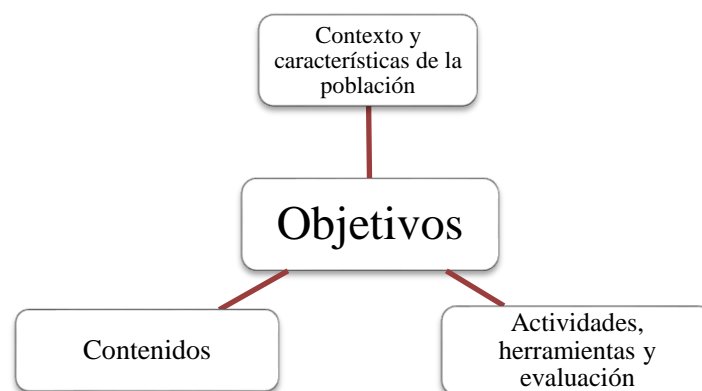 Contexto y
características de la
población
Objetivos
Contenidos
Actividades,
herramientas y
evaluación